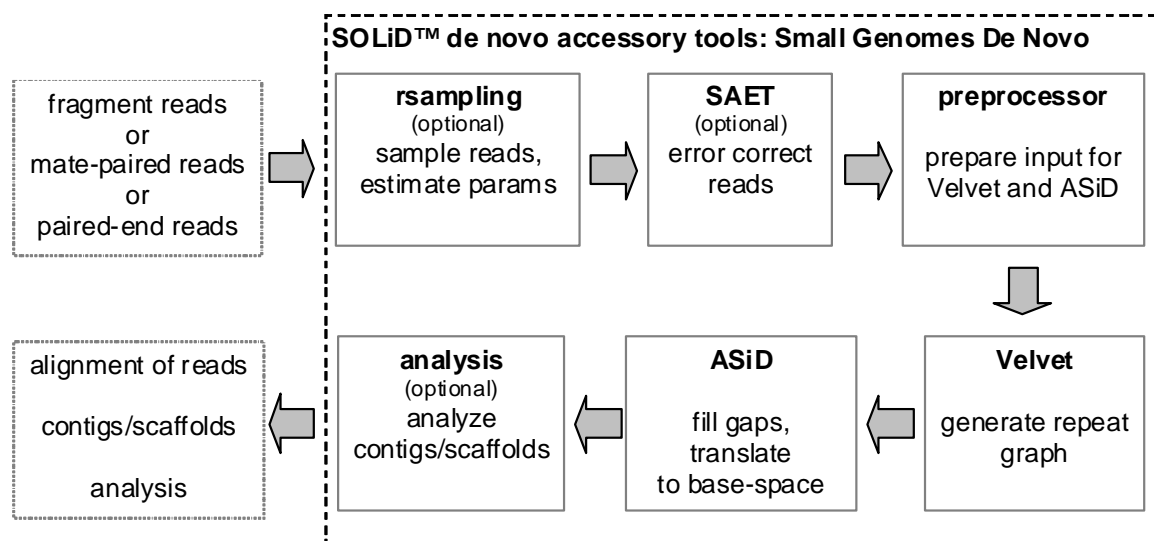 SOLiD™ de novo accessory tools: Small Genomes De Novo
fragment reads
or
mate-paired reads
or
paired-end reads
rsampling
(optional)
sample reads,
estimate params
SAET
(optional)
error correct
reads
preprocessor
prepare input for
Velvet and ASiD
Velvet
generate repeat
graph
ASiD
fill gaps,
translate
to base-space
analysis
(optional)
analyze
contigs/scaffolds
alignment of reads
contigs/scaffolds
analysis